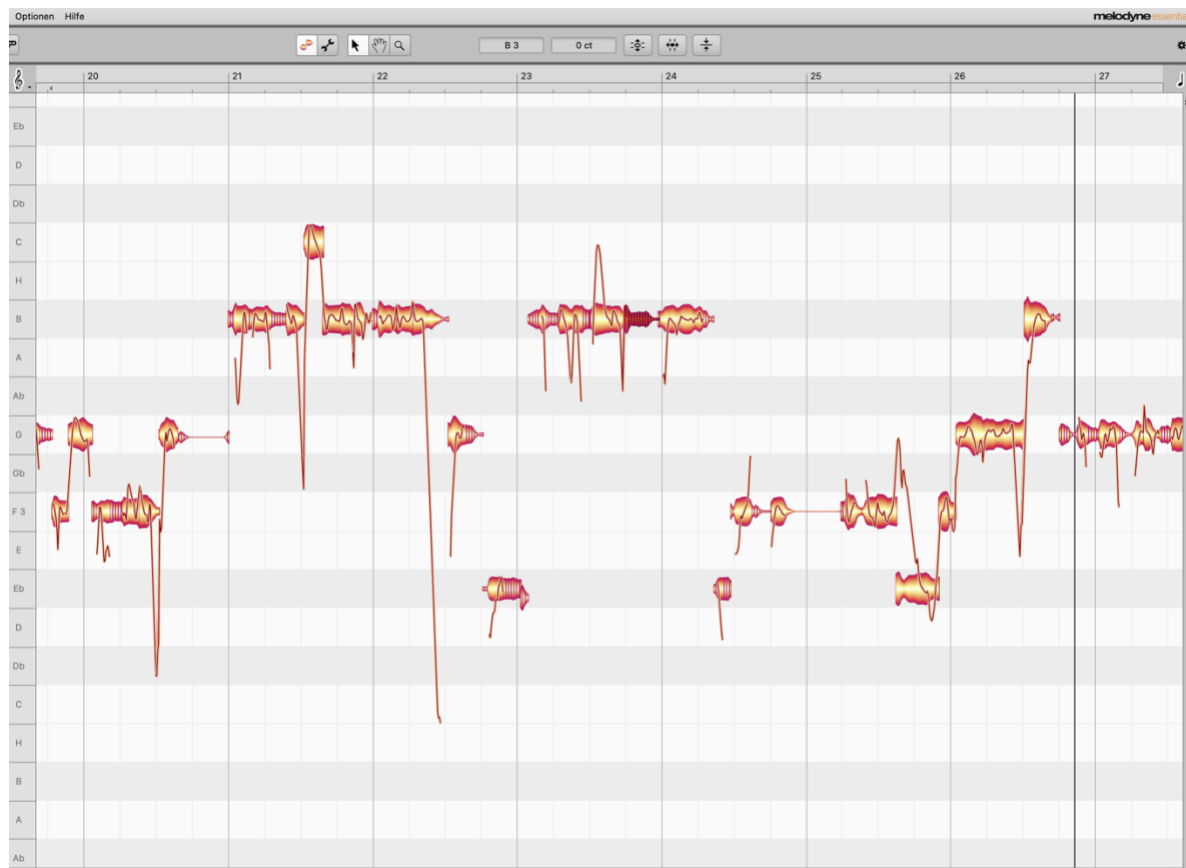 Optionen Hilfe
melodyne essential
B 3 0 ct
20 21 22 23 24 25 26 27
Eb
D
Db
C
H
B
A
Ab
G
Gb
F 3
E
Eb
D
Db
C
H
B
A
Ab